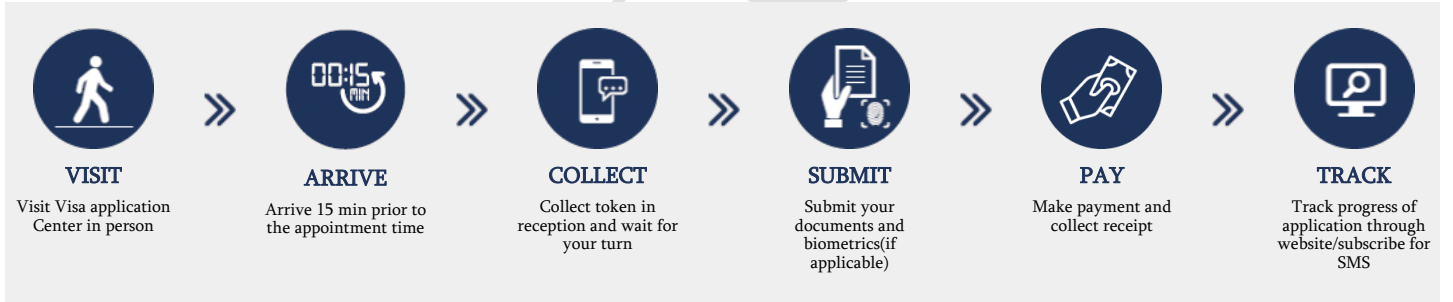 00:15
MIN
VISIT
Visit Visa application
Center in person
ARRIVE
Arrive 15 min prior to
the appointment time
COLLECT
Collect token in
reception and wait for
your turn
SUBMIT
Submit your
documents and
biometrics(if
applicable)
PAY
Make payment and
collect receipt
TRACK
Track progress of
application through
website/subscribe for
SMS